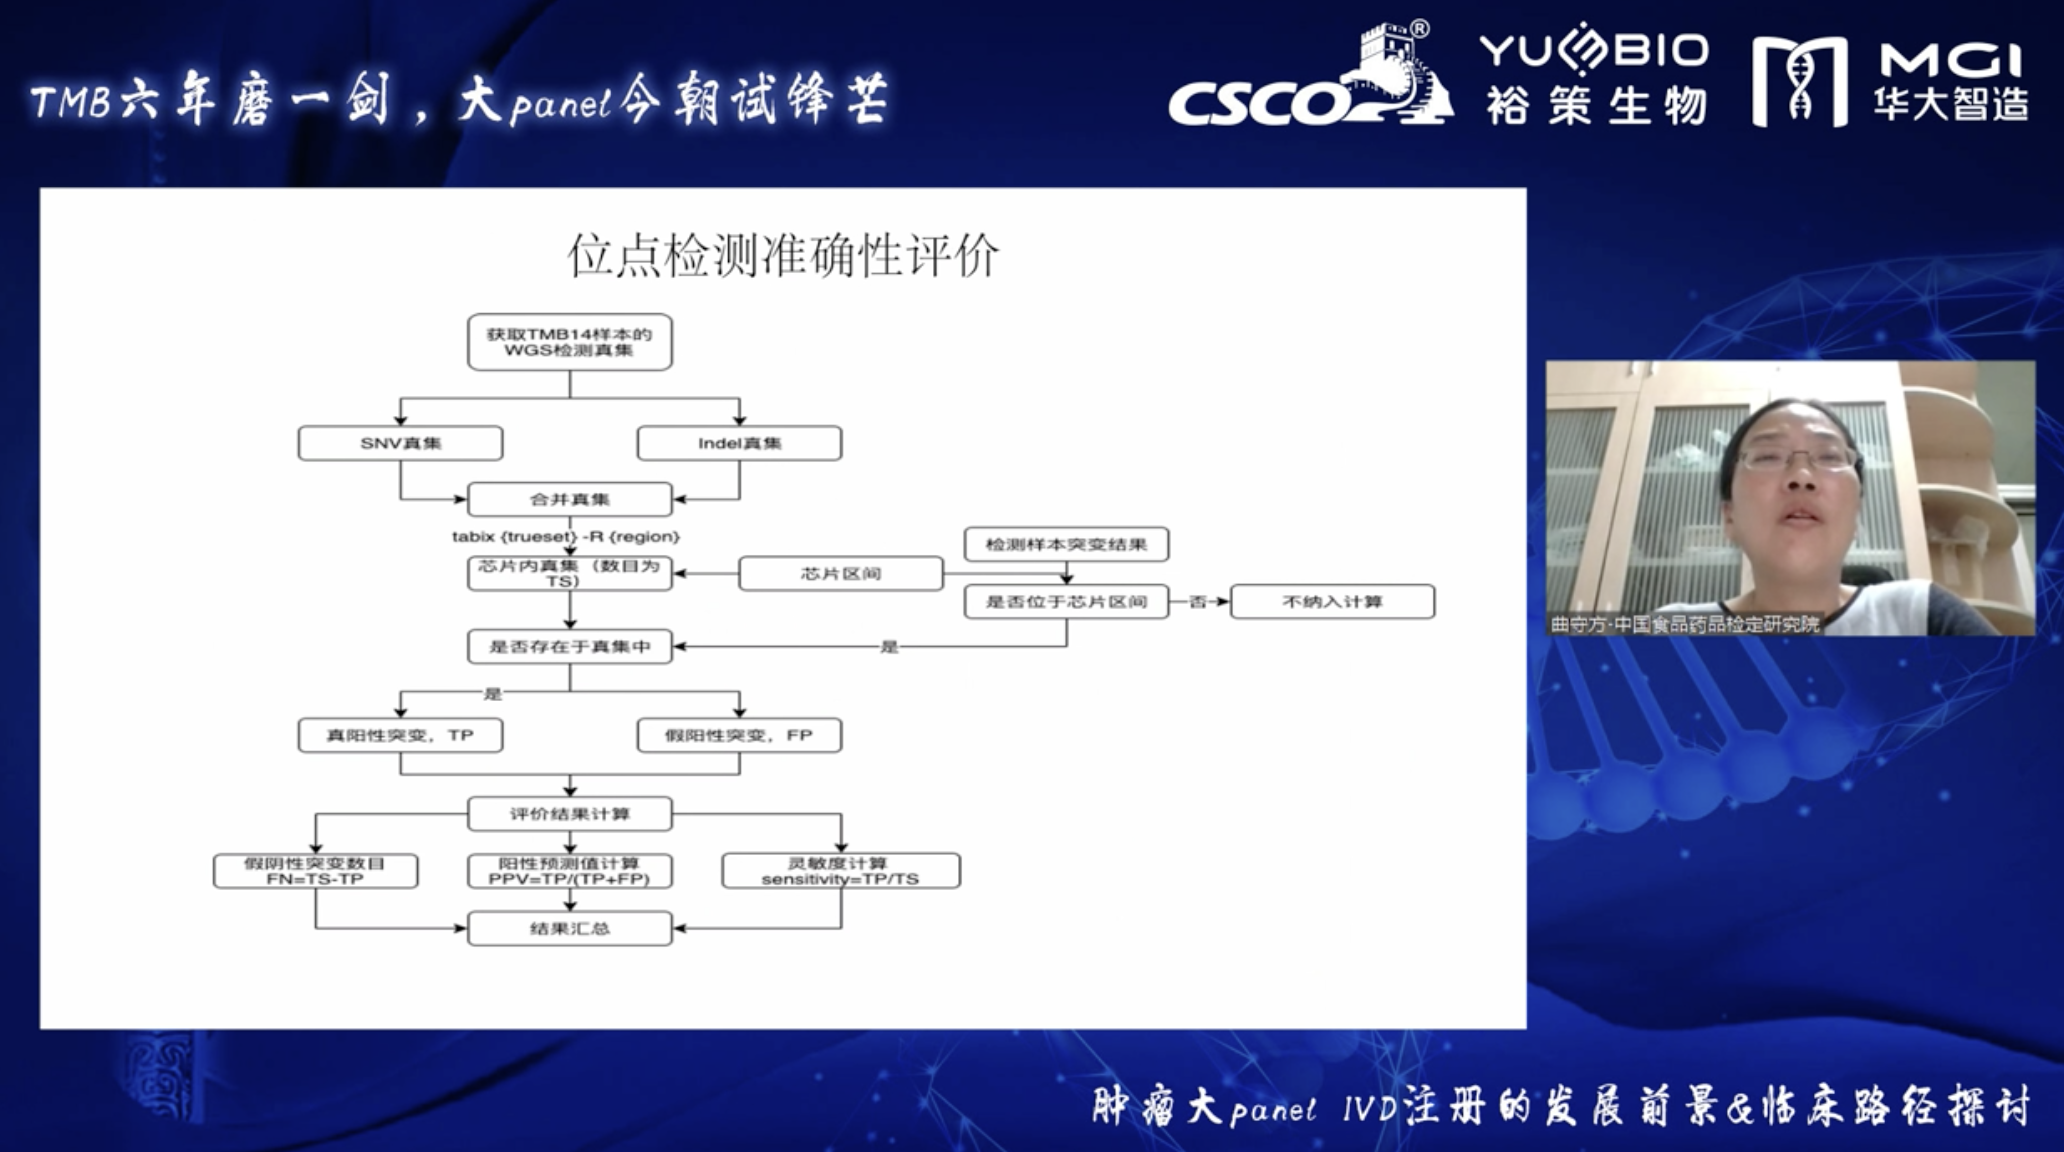 TMB六年磨一剑，大panel今朝试锋芒
CSCO®
YUCEBIO
裕策生物
MGI
华大智造
位点检测准确性评价
获取TMB14样本的
WGS检测真集
SNV真集
Indel真集
合并真集
tabix {trueset} -R {region}
检测样本突变结果
芯片内真集（数目为
TS）
芯片区间
是否位于芯片区间
否
不纳入计算
是否存在于真集中
是
是
真阳性突变，TP
假阳性突变，FP
评价结果计算
假阴性突变数目
FN=TS-TP
阳性预测值计算
PPV=TP/(TP+FP)
灵敏度计算
sensitivity=TP/TS
结果汇总
曲守方-中国食品药品检定研究院
肿瘤大panel IVD注册的发展前景&临床路径探讨